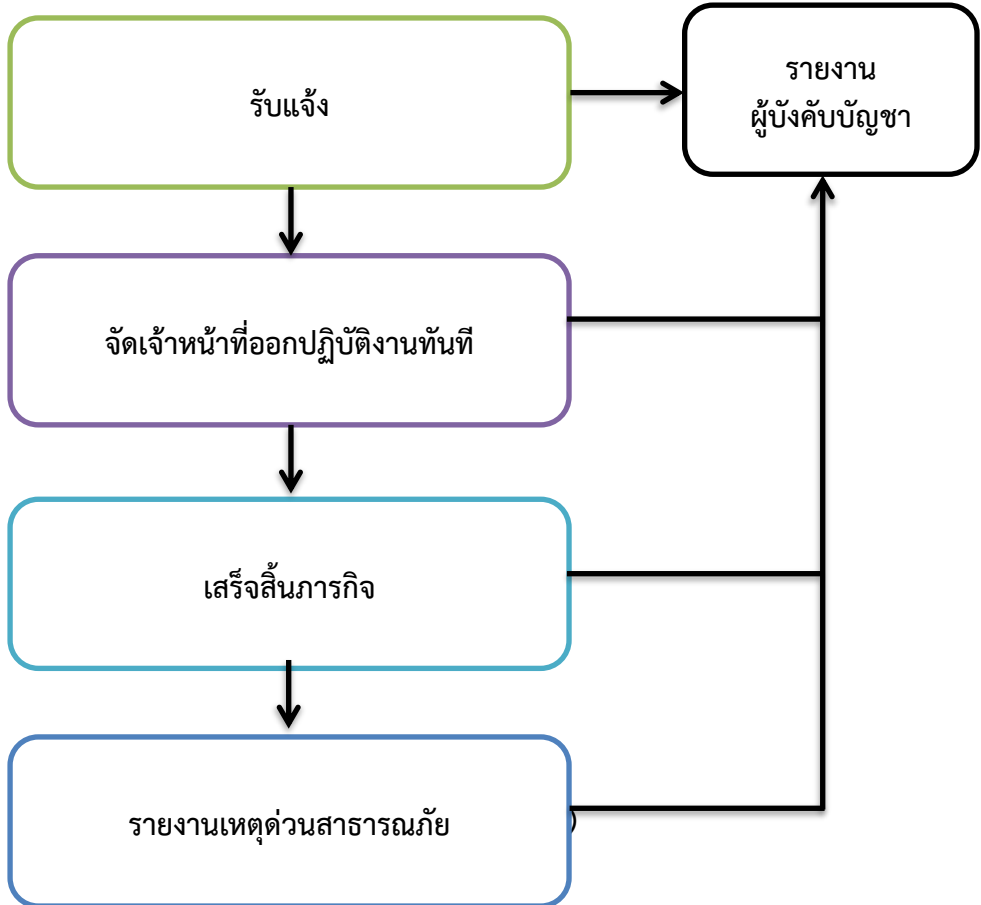 รับแจ้ง
รายงาน
ผู้บังคับบัญชา
จัดเจ้าหน้าที่ออกปฏิบัติงานทันที
เสร็จสิ้นภารกิจ
รายงานเหตุด่วนสาธารณภัย
)